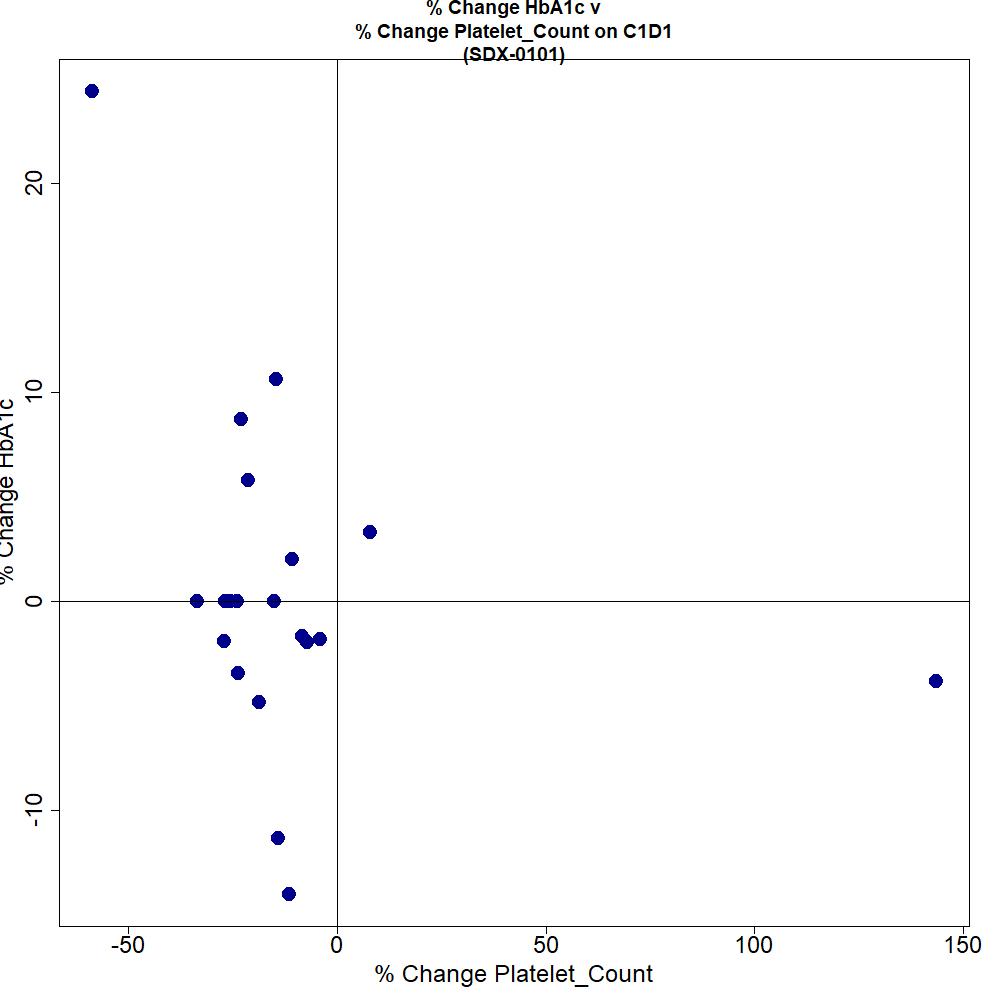 % Change HbA1c v
% Change Platelet_Count on C1D1
(SDX-0101)
% Change HbA1c
20
10
0
-10
-50
0
50
100
150
% Change Platelet_Count